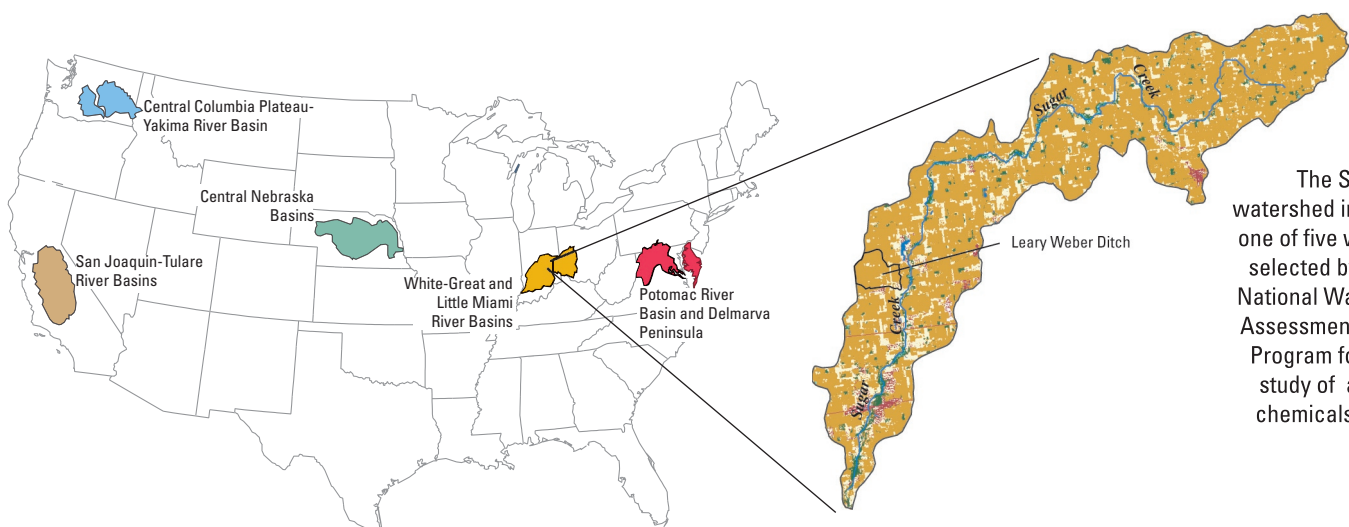 Central Columbia Plateau-
Yakima River Basin
Central Nebraska
Basins
San Joaquin-Tulare
River Basins
White-Great and
Little Miami
River Basins
Potomac River
Basin and Delmarva
Peninsula
Sugar
Creek
Leary Weber Ditch
Creek
Sugar
The S
watershed in
one of five
selected b
National Wa
Assessmen
Program fo
study of a
chemicals